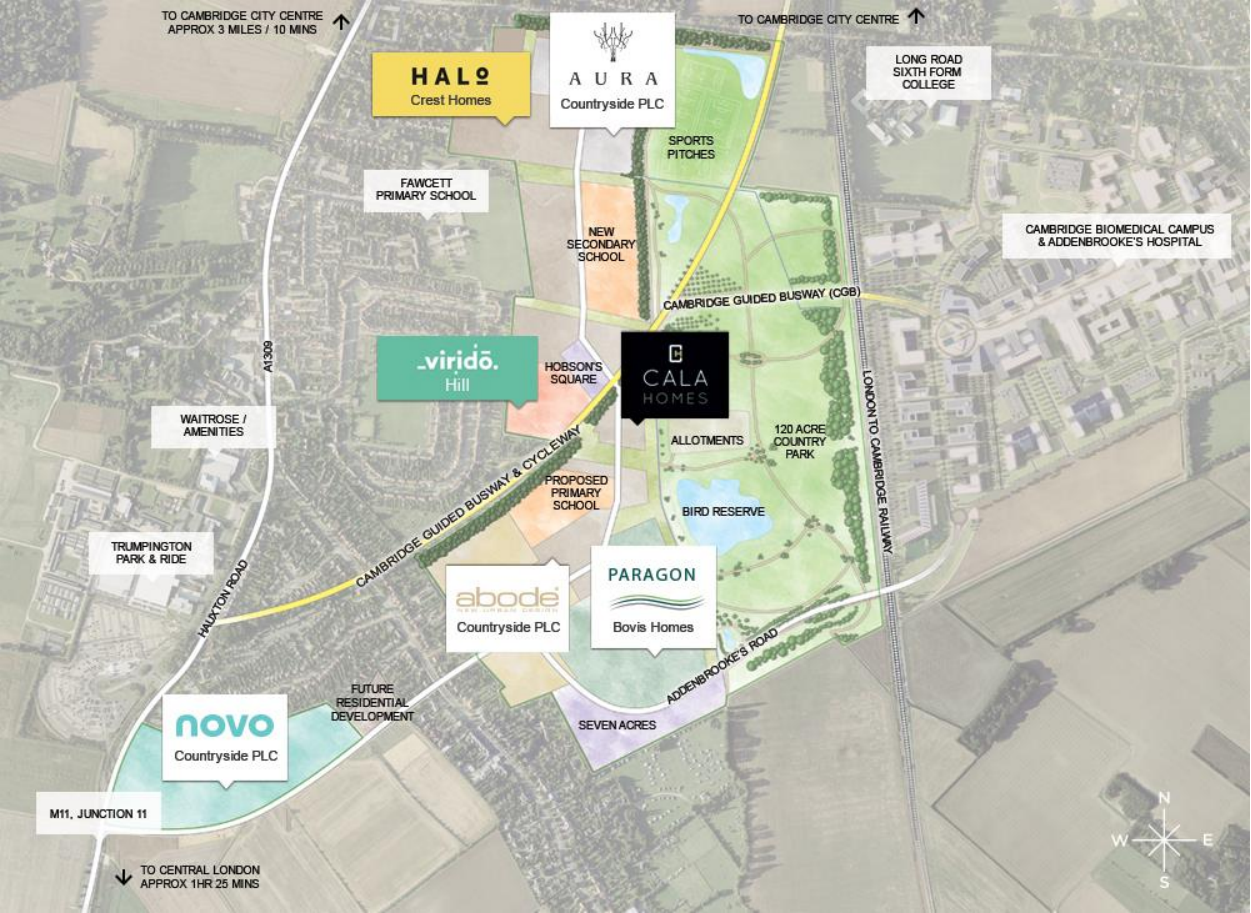 TO CAMBRIDGE CITY CENTRE
APPROX 3 MILES / 10 MINS
TO CAMBRIDGE CITY CENTRE
HALO
Crest Homes
AURA
Countryside PLC
LONG ROAD
SIXTH FORM
COLLEGE
SPORTS
PITCHES
FAWCETT
PRIMARY SCHOOL
NEW
SECONDARY
SCHOOL
CAMBRIDGE BIOMEDICAL CAMPUS
& ADDENBROOKE'S HOSPITAL
CAMBRIDGE GUIDED BUSWAY (CGB)
A1309
viridō.
Hill
HOBSON'S
SQUARE
CALA
HOMES
WAITROSE /
AMENITIES
ALLOTMENTS
120 ACRE
COUNTRY
PARK
LONDON TO CAMBRIDGE RAILWAY
CAMBRIDGE GUIDED BUSWAY & CYCLEWAY
PROPOSED
PRIMARY
SCHOOL
BIRD RESERVE
TRUMPINGTON
PARK & RIDE
HAUXTON ROAD
abode
NEW URBAN DESIGN
Countryside PLC
PARAGON
Bovis Homes
ADDENBROOKE'S ROAD
FUTURE
RESIDENTIAL
DEVELOPMENT
SEVEN ACRES
novo
Countryside PLC
M11, JUNCTION 11
TO CENTRAL LONDON
APPROX 1HR 25 MINS
N
W E
S